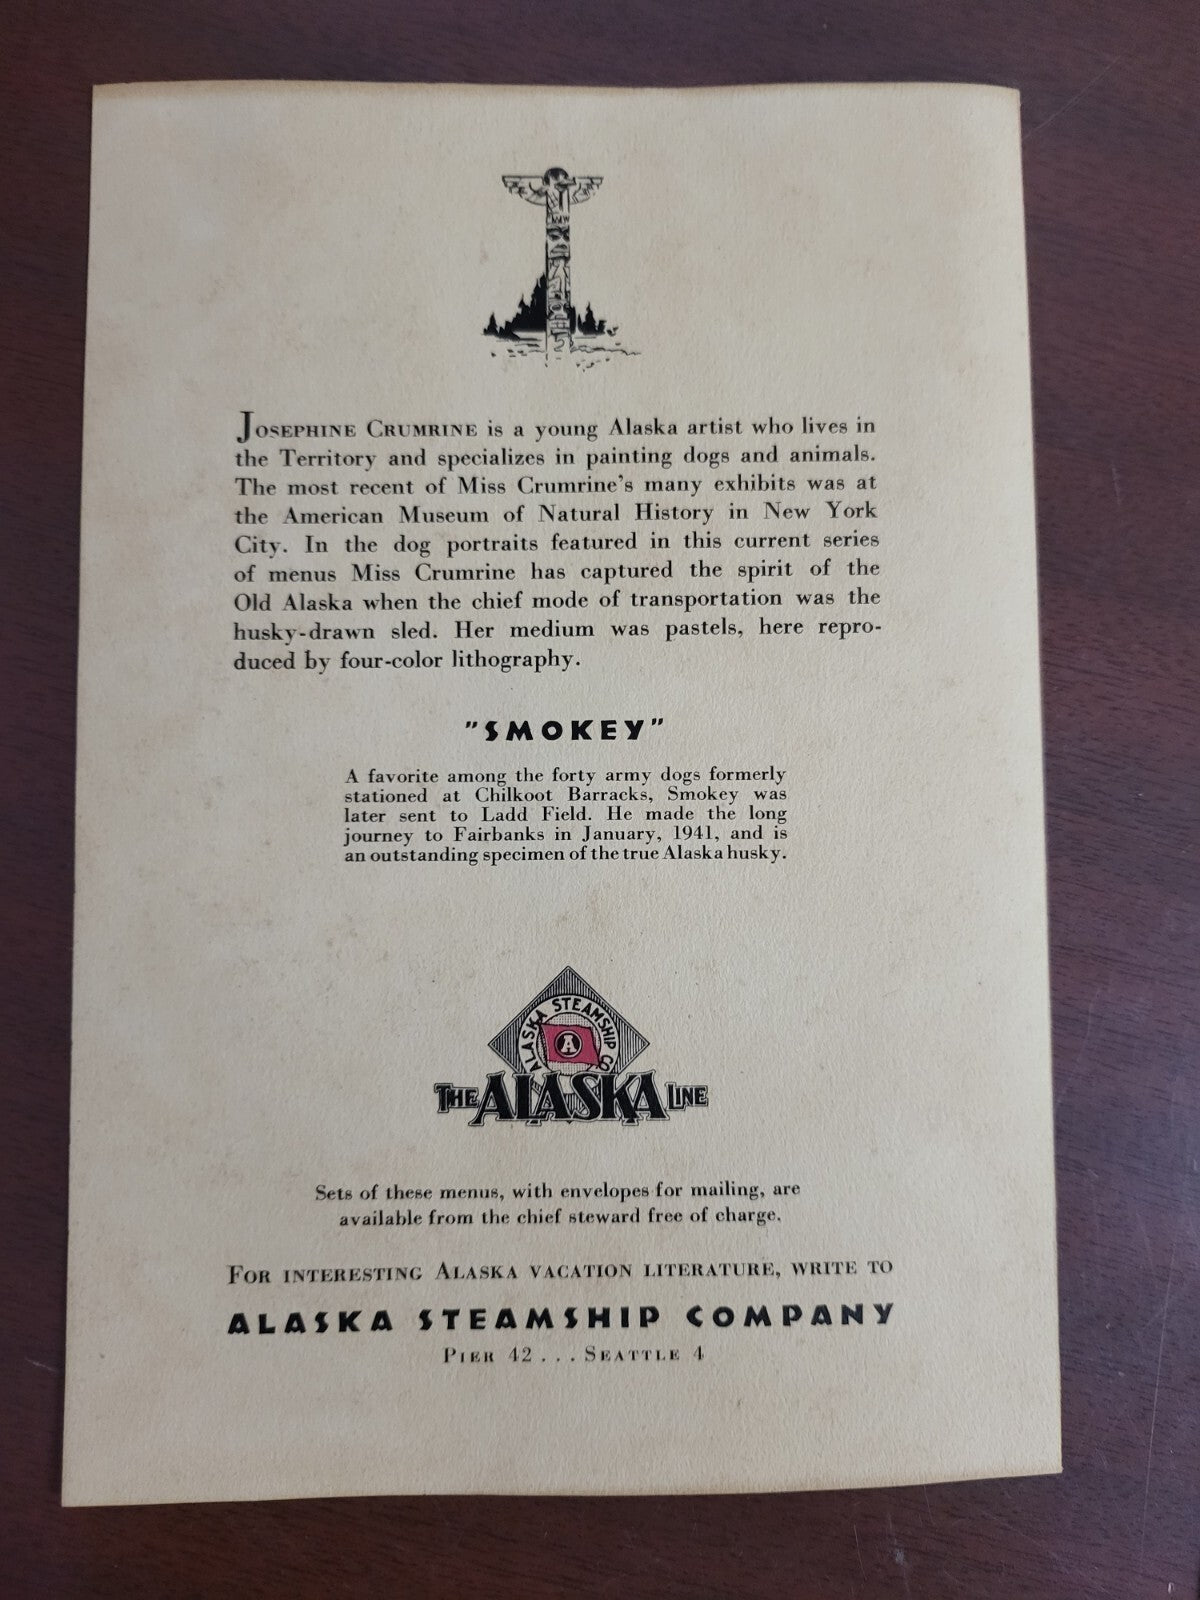 JOSEPHINE CRUMRINE is a young Alaska artist who lives in
the Territory and specializes in painting dogs and animals.
The most recent of Miss Crumrine's many exhibits was at
the American Museum of Natural History in New York
City. In the dog portraits featured in this current series
of menus Miss Crumrine has captured the spirit of the
Old Alaska when the chief mode of transportation was the
husky-drawn sled. Her medium was pastels, here repro-
duced by four-color lithography.
"SMOKEY"
A favorite among the forty army dogs formerly
stationed at Chilkoot Barracks, Smokey was
later sent to Ladd Field. He made the long
journey to Fairbanks in January, 1941, and is
an outstanding specimen of the true Alaska husky.
ALASKA STEAMSHIP CO.
A
THE ALASKA LINE
Sets of these menus, with envelopes for mailing, are
available from the chief steward free of charge.
FOR INTERESTING ALASKA VACATION LITERATURE, WRITE TO
ALASKA STEAMSHIP COMPANY
PIER 42 . . . SEATTLE 4